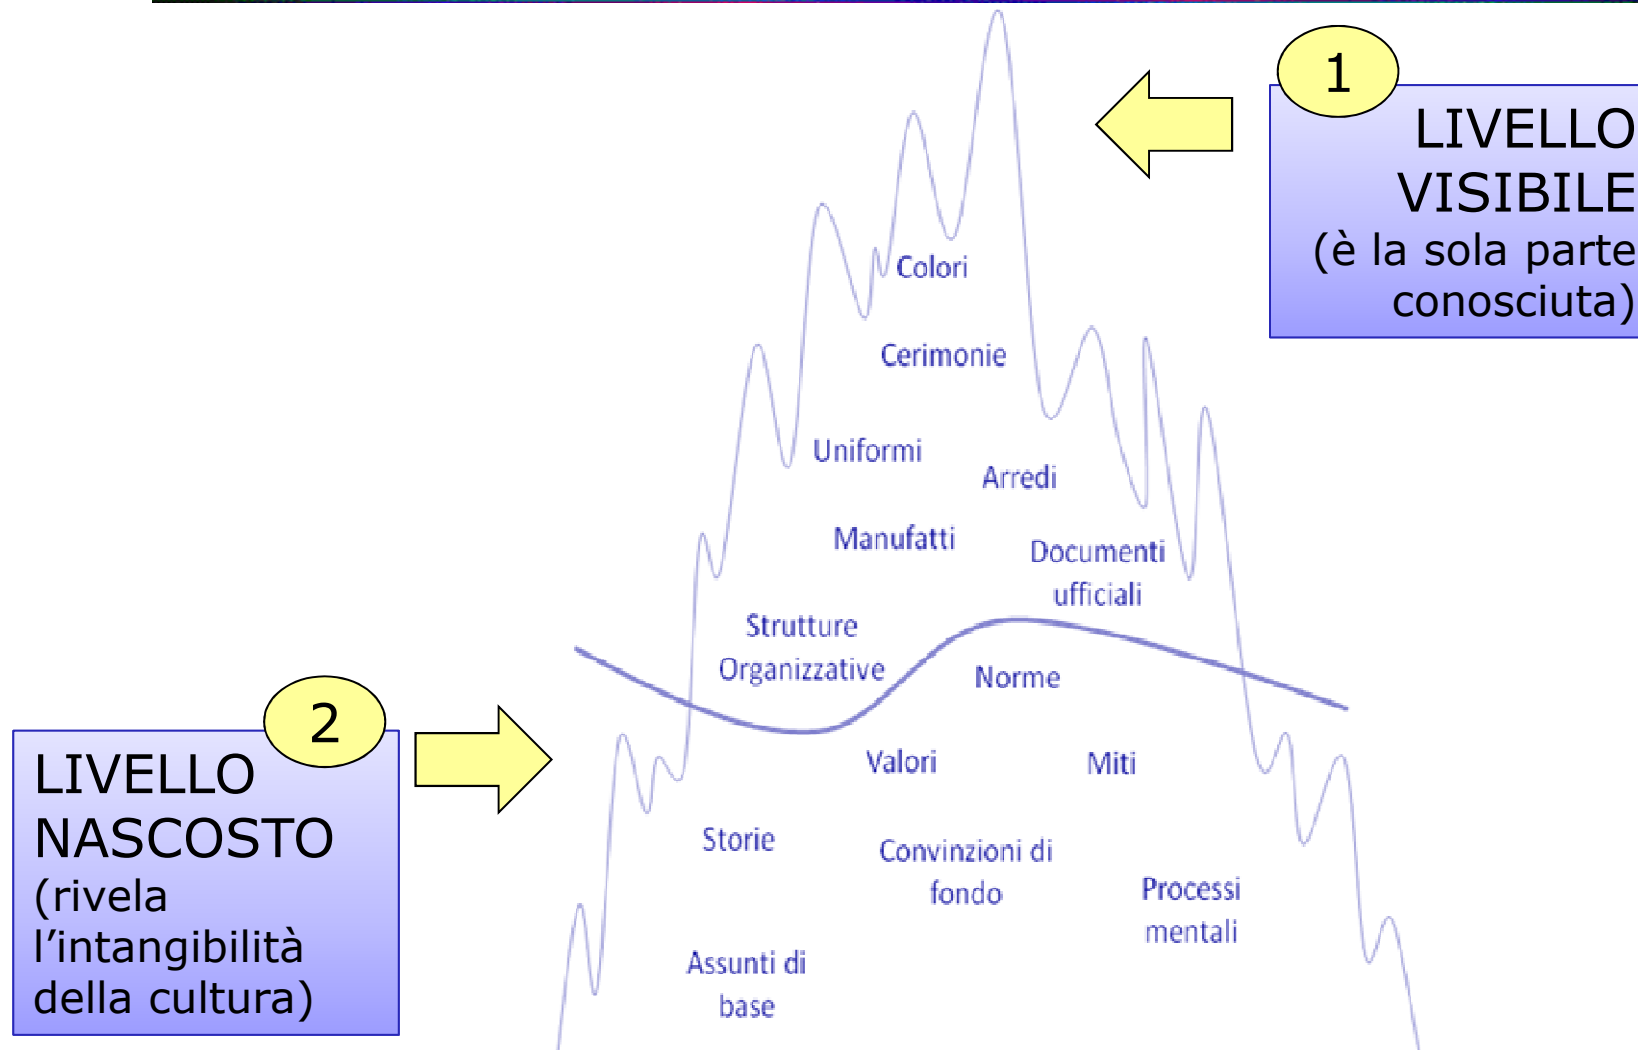 1
LIVELLO
VISIBILE
(è la sola parte
conosciuta)
Colori
Cerimonie
Uniformi
Arredi
Manufatti
Documenti
ufficiali
Strutture
Organizzative
Norme
2
LIVELLO
NASCOSTO
(rivela
l’intangibilità
della cultura)
Valori
Miti
Storie
Convinzioni di
fondo
Processi
mentali
Assunti di
base